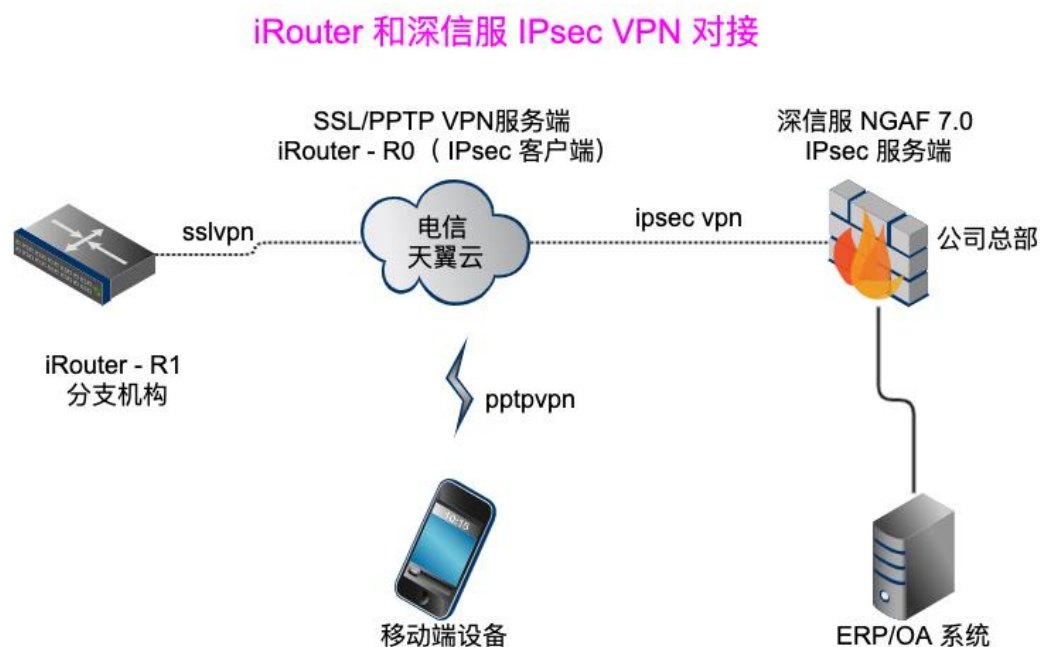 iRouter 和深信服 IPsec VPN 对接
SSL/PPTP VPN服务端
iRouter - R0 （ IPsec 客户端）
深信服 NGAF 7.0
IPsec 服务端
sslvpn
电信
天翼云
ipsec vpn
公司总部
iRouter - R1
分支机构
pptpvpn
10:15
移动端设备
ERP/OA 系统